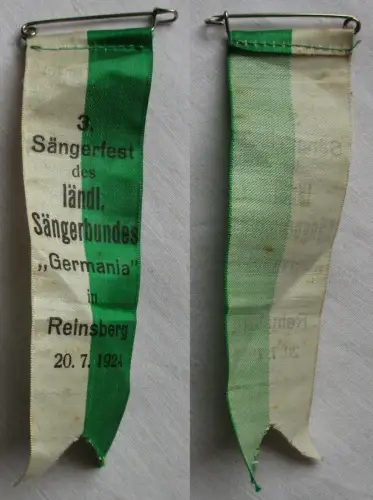 3.
Sängerfest
des
ländl.
Sängerbundes
„Germania"
in
Reinsberg
20. 7. 1924